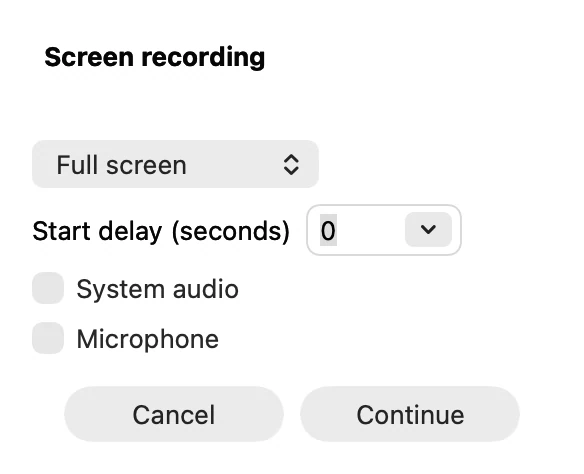 Screen recording
Full screen
Start delay (seconds) 0
System audio
Microphone
Cancel Continue